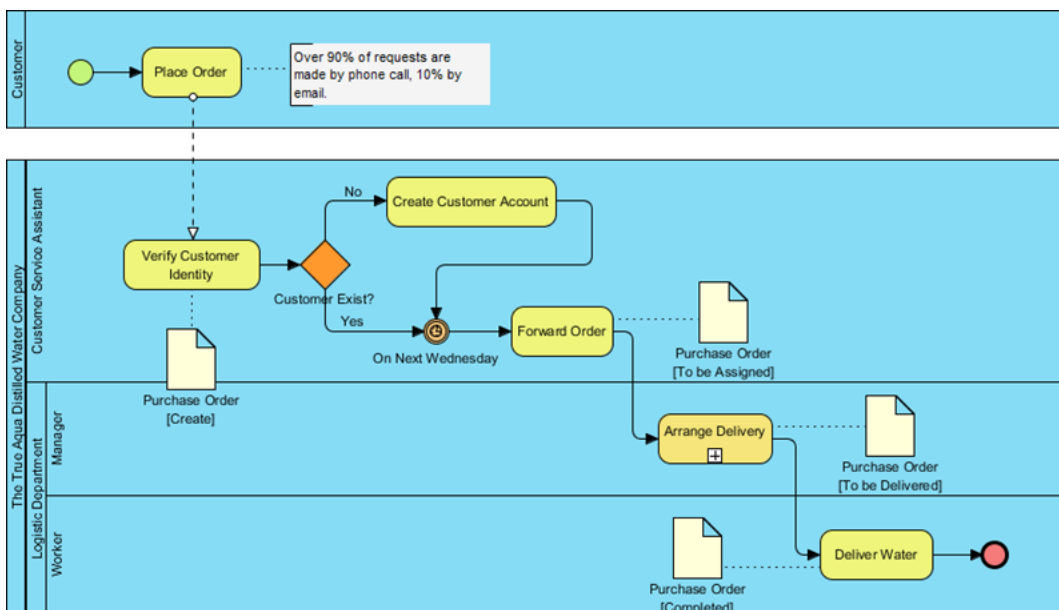 Customer
Place Order
Over 90% of requests are
made by phone call, 10% by
email.
The True Aqua Distilled Water Company
Customer Service Assistant
Verify Customer
Identity
No
Create Customer Account
Customer Exist?
Yes
On Next Wednesday
Forward Order
Purchase Order
[To be Assigned]
Purchase Order
[Create]
Logistic Department
Manager
Arrange Delivery
Purchase Order
[To be Delivered]
Worker
Deliver Water
Purchase Order
[Completed]